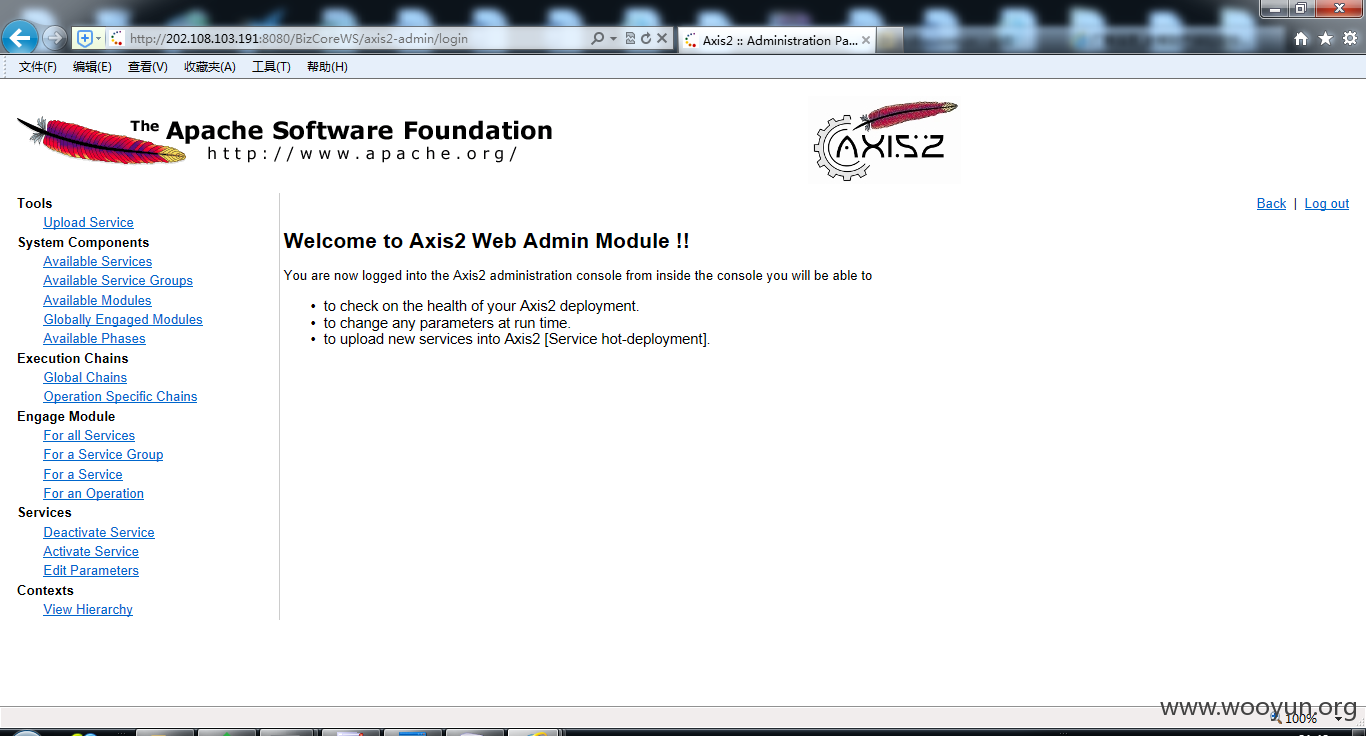 http://202.108.103.191:8080/BizCoreWS/axis2-admin/login
Axis2 :: Administration Pa...
文件(F) 编辑(E) 查看(V) 收藏夹(A) 工具(T) 帮助(H)
The Apache Software Foundation
http://www.apache.org/
AXIS2
Back | Log out
Tools
Upload Service
System Components
Available Services
Available Service Groups
Available Modules
Globally Engaged Modules
Available Phases
Execution Chains
Global Chains
Operation Specific Chains
Engage Module
For all Services
For a Service Group
For a Service
For an Operation
Services
Deactivate Service
Activate Service
Edit Parameters
Contexts
View Hierarchy
Welcome to Axis2 Web Admin Module !!
You are now logged into the Axis2 administration console from inside the console you will be able to
• to check on the health of your Axis2 deployment.
• to change any parameters at run time.
• to upload new services into Axis2 [Service hot-deployment].
www.wooyun.org
100%